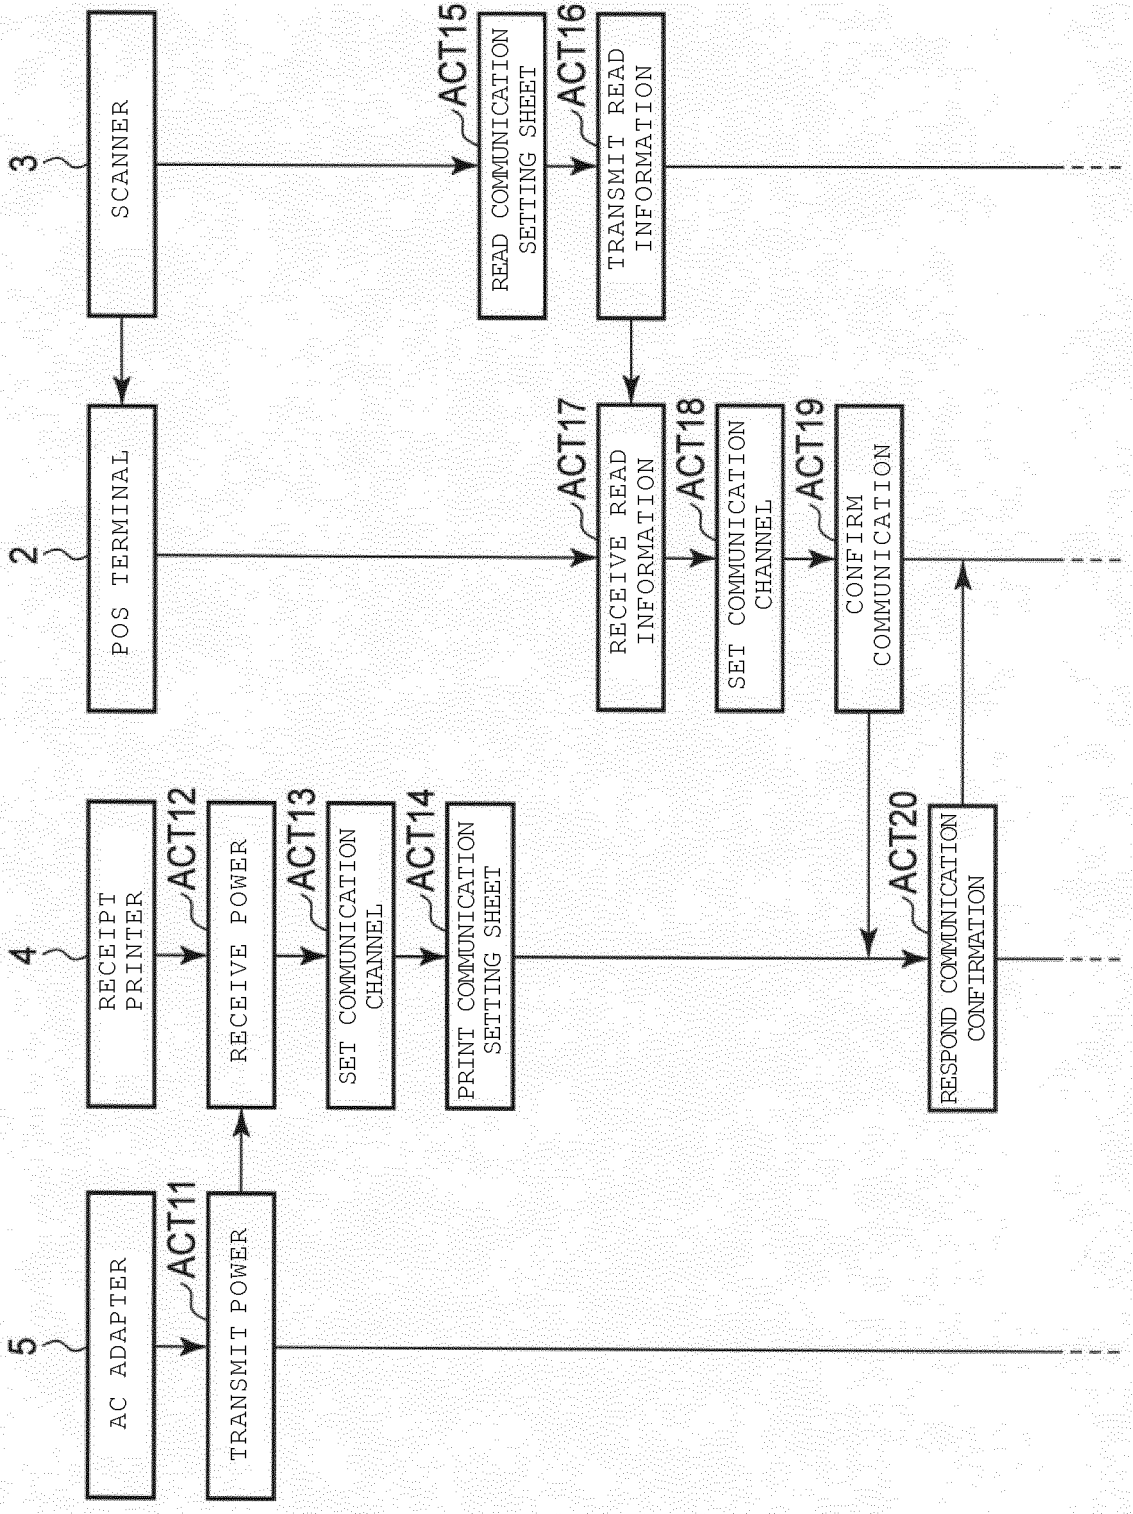 5
AC ADAPTER
ACT11
TRANSMIT POWER
4
RECEIPT
PRINTER
ACT12
RECEIVE POWER
ACT13
SET COMMUNICATION
CHANNEL
ACT14
PRINT COMMUNICATION
SETTING SHEET
ACT20
RESPOND COMMUNICATION
CONFIRMATION
2
POS TERMINAL
ACT17
RECEIVE READ
INFORMATION
ACT18
SET COMMUNICATION
CHANNEL
ACT19
CONFIRM
COMMUNICATION
3
SCANNER
ACT15
READ COMMUNICATION
SETTING SHEET
ACT16
TRANSMIT READ
INFORMATION